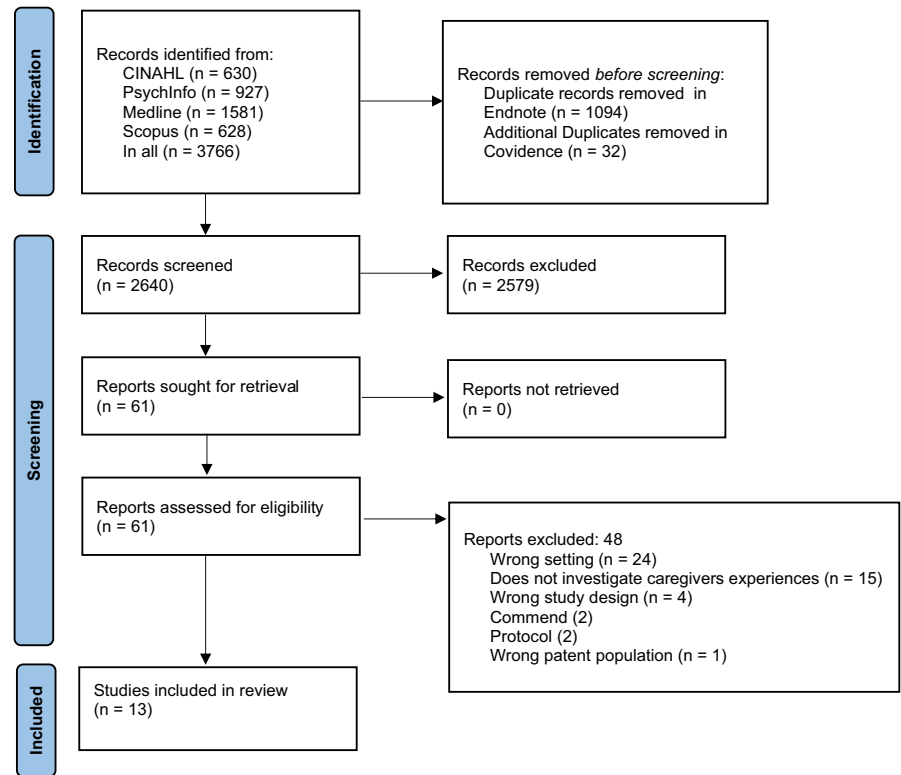 Identification
Records identified from:
CINAHL (n = 630)
PsychInfo (n = 927)
Medline (n = 1581)
Scopus (n = 628)
In all (n = 3766)
Records removed before screening:
Duplicate records removed in
Endnote (n = 1094)
Additional Duplicates removed in
Covidence (n = 32)
Screening
Records screened
(n = 2640)
Records excluded
(n = 2579)
Reports sought for retrieval
(n = 61)
Reports not retrieved
(n = 0)
Reports assessed for eligibility
(n = 61)
Reports excluded: 48
Wrong setting (n = 24)
Does not investigate caregivers experiences (n = 15)
Wrong study design (n = 4)
Commend (2)
Protocol (2)
Wrong patent population (n = 1)
Included
Studies included in review
(n = 13)